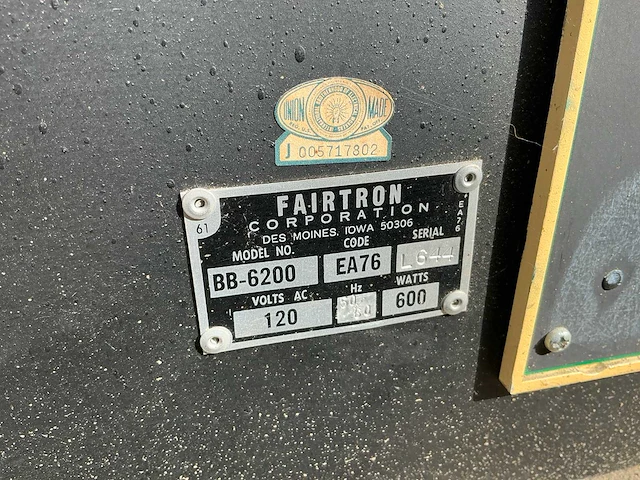 UNION MADE
J 005717802
FAIRTRON
CORPORATION
DES MOINES, IOWA 50306
61
EA76
MODEL NO. CODE SERIAL
BB-6200 EA76 L644
VOLTS AC Hz WATTS
120 60 600